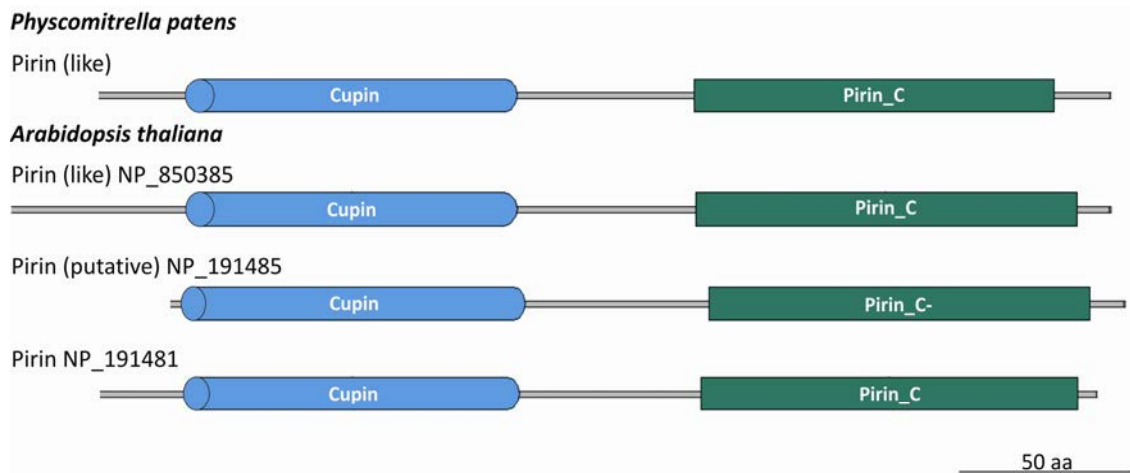 Physcomitrella patens
Pirin (like)
Cupin
Pirin_C
Arabidopsis thaliana
Pirin (like) NP_850385
Cupin
Pirin_C
Pirin (putative) NP_191485
Cupin
Pirin_C-
Pirin NP_191481
Cupin
Pirin_C
50 aa